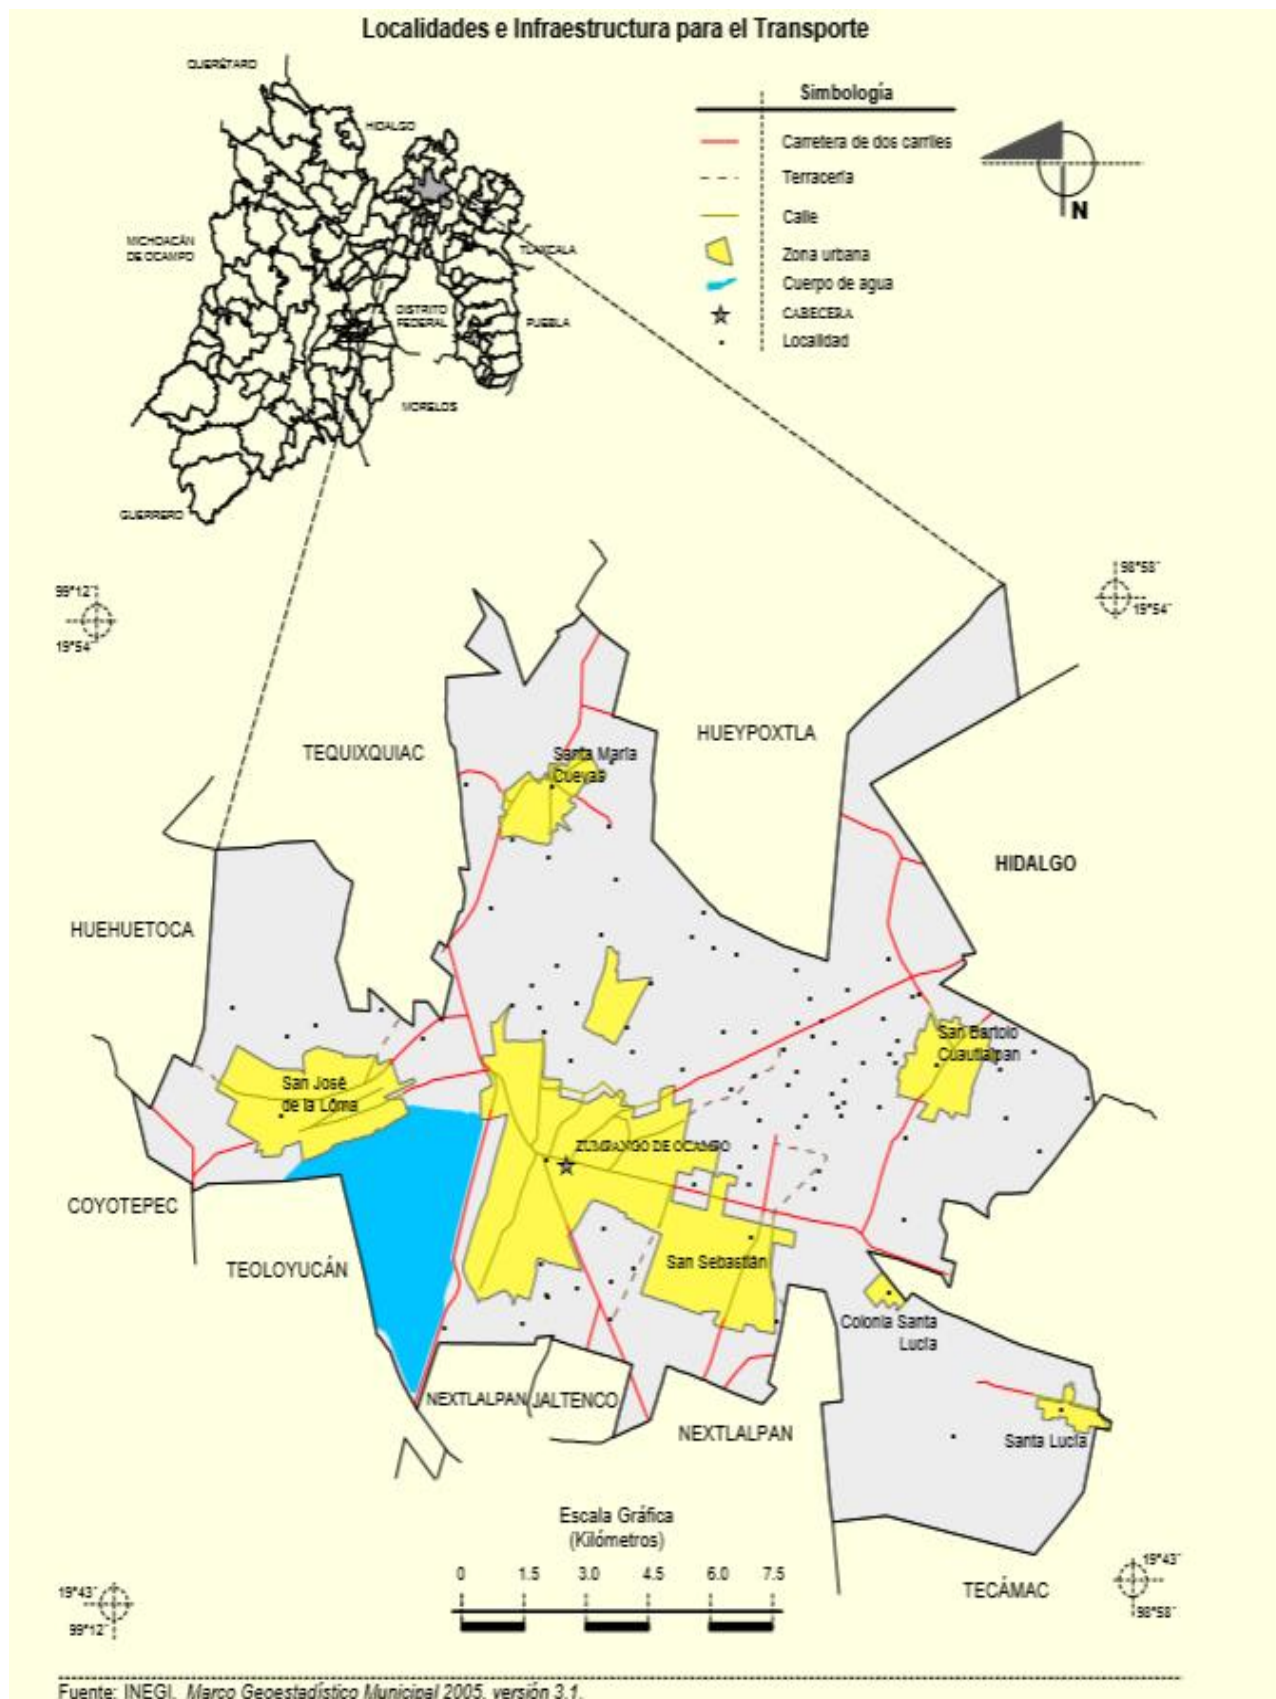 Localidades e Infraestructura para el Transporte
QUERÉTARO
HIDALGO
MICHOACÁN
DE OCAMPO
TLAXCALA
DISTRITO
FEDERAL
PUEBLA
MORELOS
GUERRERO
Simbología
Carretera de dos carriles
Terracería
Calle
Zona urbana
Cuerpo de agua
CABECERA
Localidad
N
99°12´
19°54´
98°58´
19°54´
TEQUIXQUIAC
HUEYPOXTLA
Santa María
Cuevas
HIDALGO
HUEHUETOCA
San José
de la Loma
San Bartolo
Cuautlalpan
ZUMPANGO DE OCAMPO
COYOTEPEC
TEOLOYUCÁN
San Sebastián
Colonia Santa
Lucía
NEXTLALPAN
JALTENCO
NEXTLALPAN
Santa Lucía
Escala Gráfica
(Kilómetros)
0 1.5 3.0 4.5 6.0 7.5
TECÁMAC
19°43´
99°12´
19°43´
98°58´
Fuente: INEGI. Marco Geoestadístico Municipal 2005, versión 3.1.